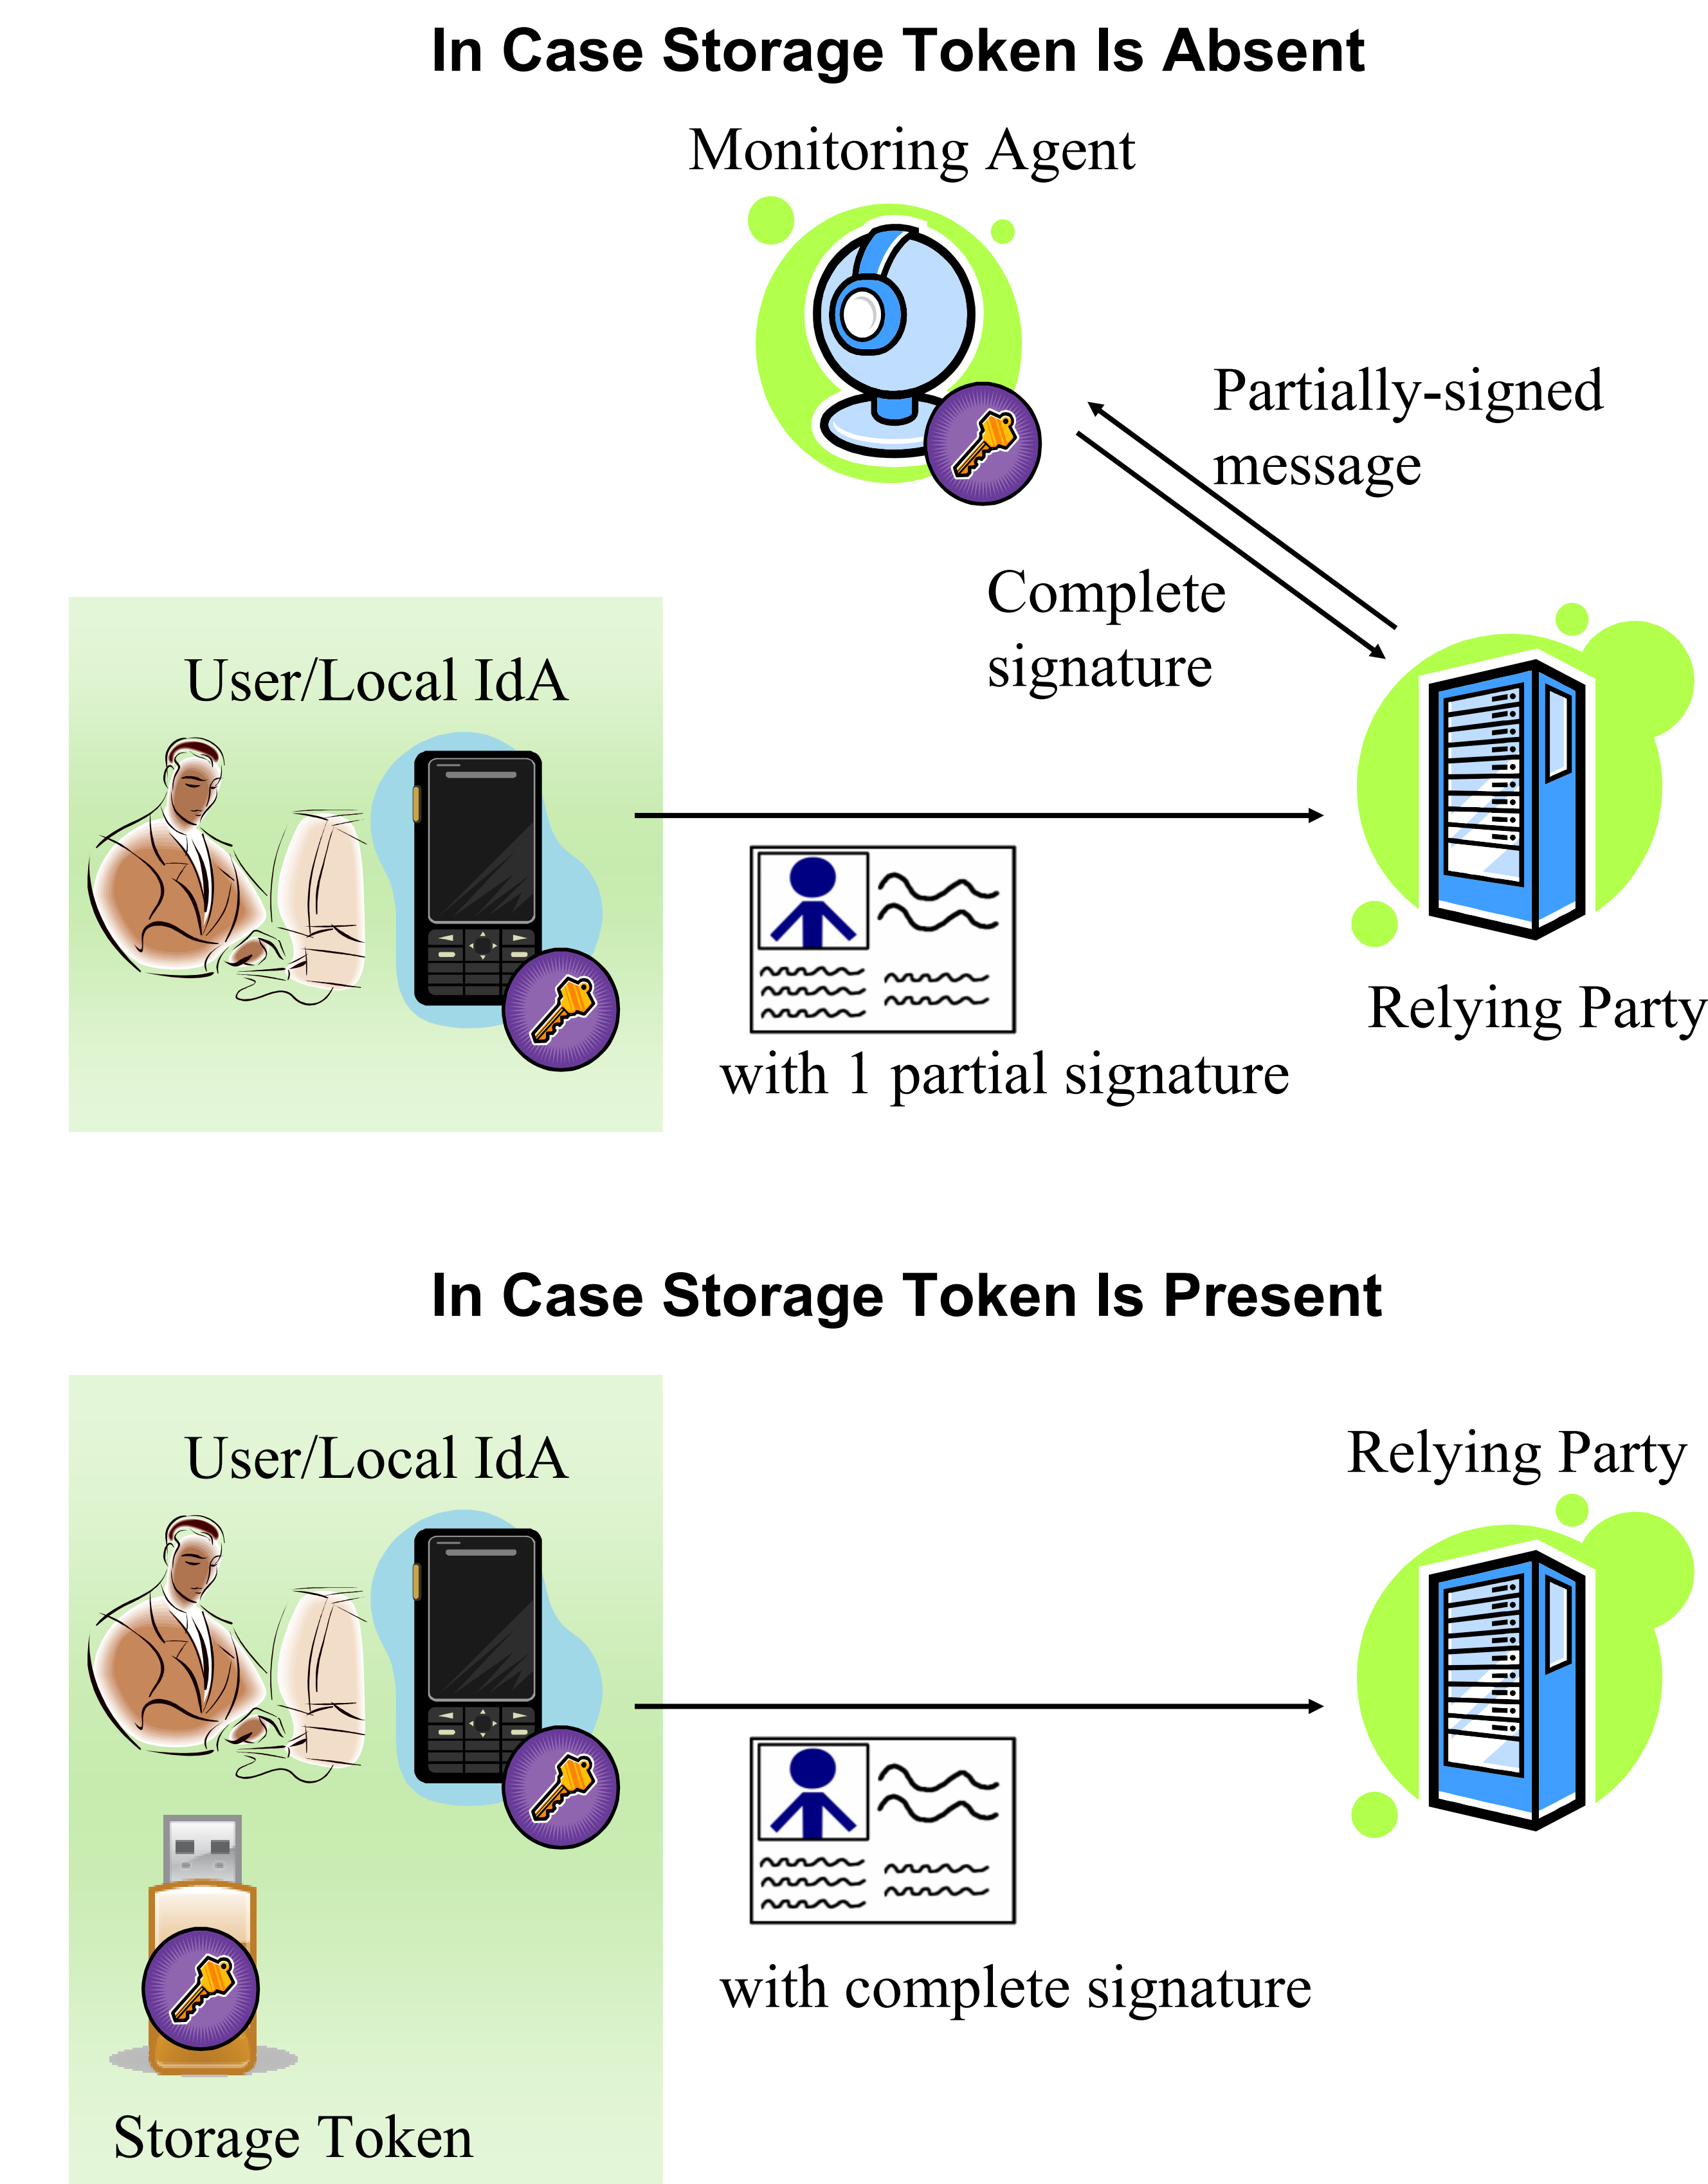 In Case Storage Token Is Absent
Monitoring Agent
Partially-signed
message
Complete
signature
User/Local IdA
Relying Party
with 1 partial signature
In Case Storage Token Is Present
User/Local IdA
Relying Party
with complete signature
Storage Token